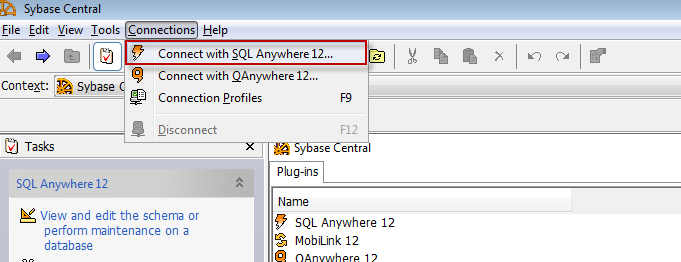 Sybase Central
File Edit View Tools Connections Help
Connect with SQL Anywhere 12...
Connect with QAnywhere 12...
Connection Profiles F9
Disconnect F12
Context: Sybase C
Tasks
Sybase Central
SQL Anywhere 12
View and edit the schema or
perform maintenance on a
database
Plug-ins
Name
SQL Anywhere 12
MobiLink 12
QAnywhere 12